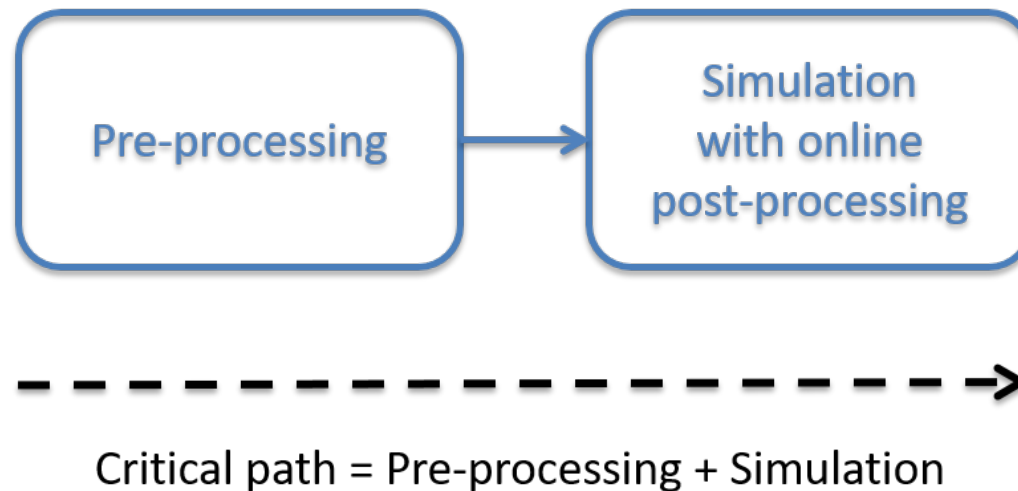 Pre-processing
Simulation
with online
post-processing
Critical path = Pre-processing + Simulation